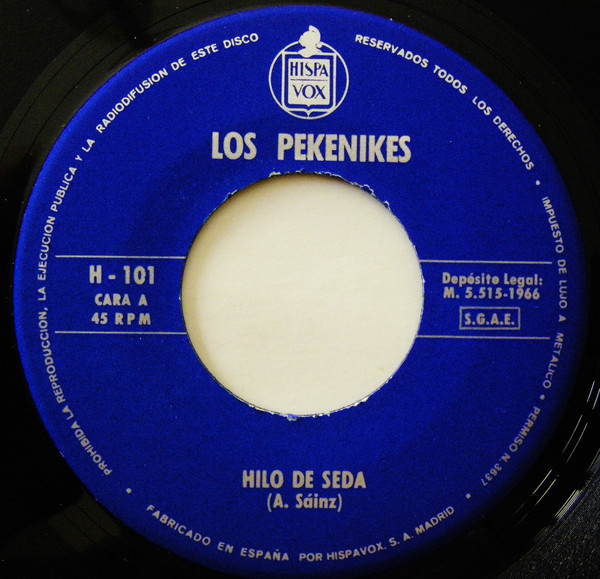 HISPA
VOX
LOS PEKENIKES
H - 101
CARA A
45 RPM
Depósito Legal:
M. 5.515-1966
S.G.A.E.
HILO DE SEDA
(A. Sáinz)
PROHIBIDA LA REPRODUCCION, LA EJECUCION PUBLICA Y LA RADIODIFUSION DE ESTE DISCO
RESERVADOS TODOS LOS DERECHOS • IMPUESTO DE LUJO A METALICO • PERMISO N. 3637
• FABRICADO EN ESPAÑA POR HISPAVOX. S. A. MADRID •